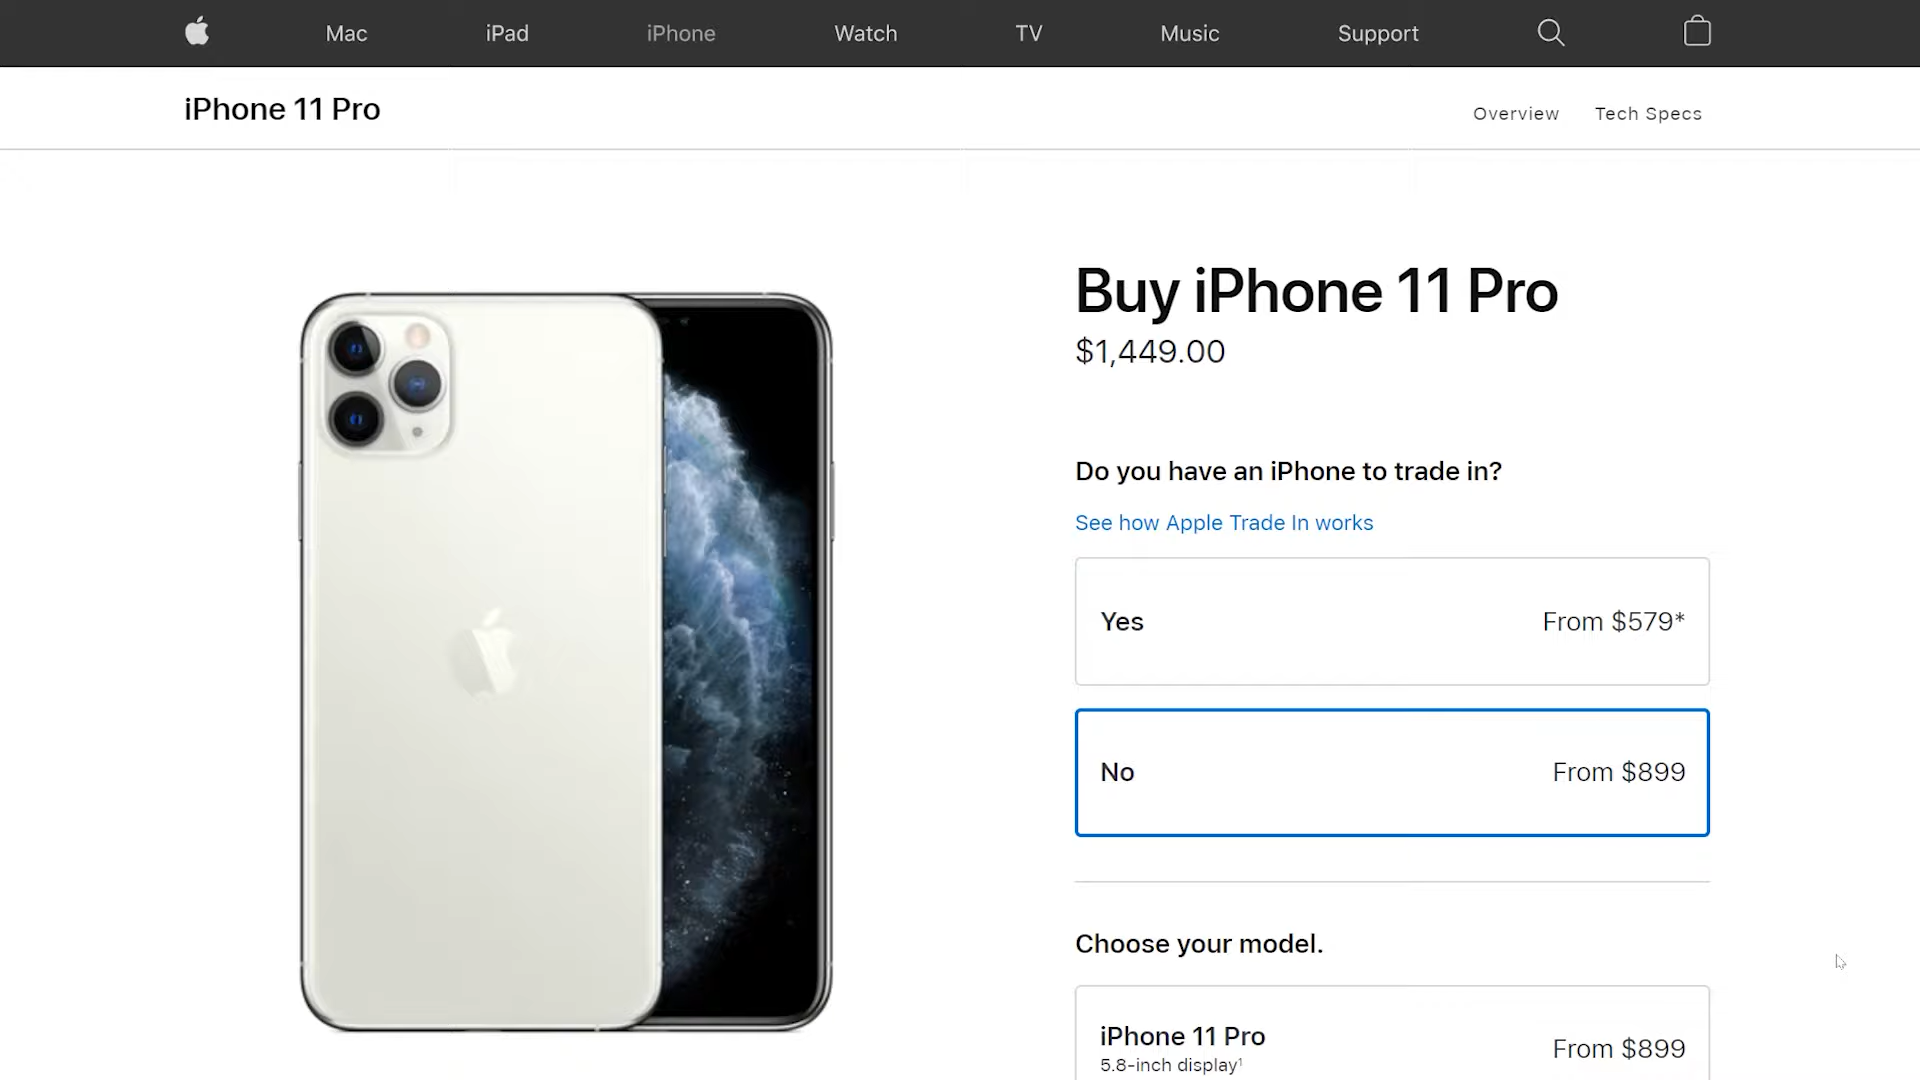 Mac iPad iPhone Watch TV Music Support
iPhone 11 Pro
Overview Tech Specs
Buy iPhone 11 Pro
$1,449.00
Do you have an iPhone to trade in?
See how Apple Trade In works
Yes From $579*
No From $899
Choose your model.
iPhone 11 Pro From $899
5.8-inch display¹